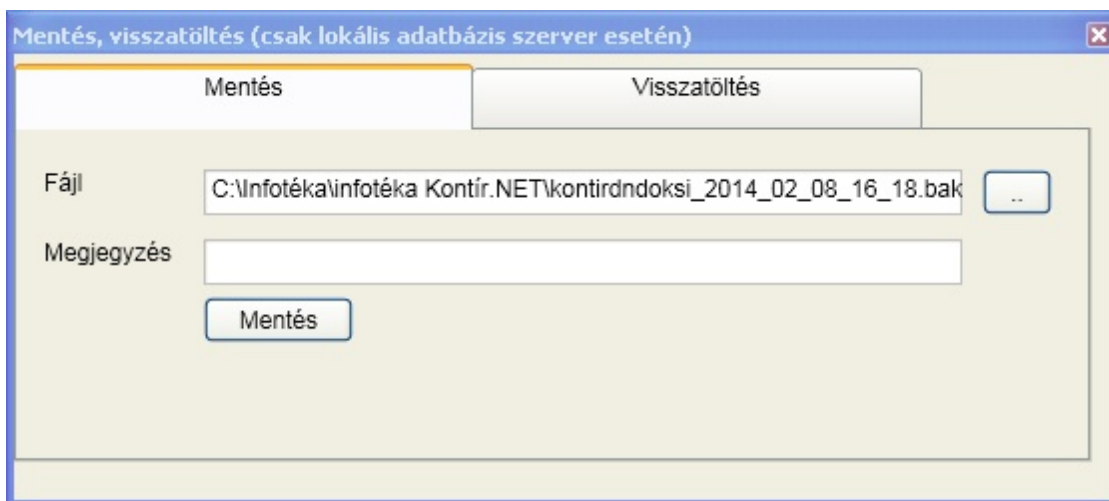 Mentés, visszatöltés (csak lokális adatbázis szerver esetén)
Mentés
Visszatöltés
Fájl
C:\Infotéka\infotéka Kontír.NET\kontirdndoksi_2014_02_08_16_18.bak
..
Megjegyzés
Mentés